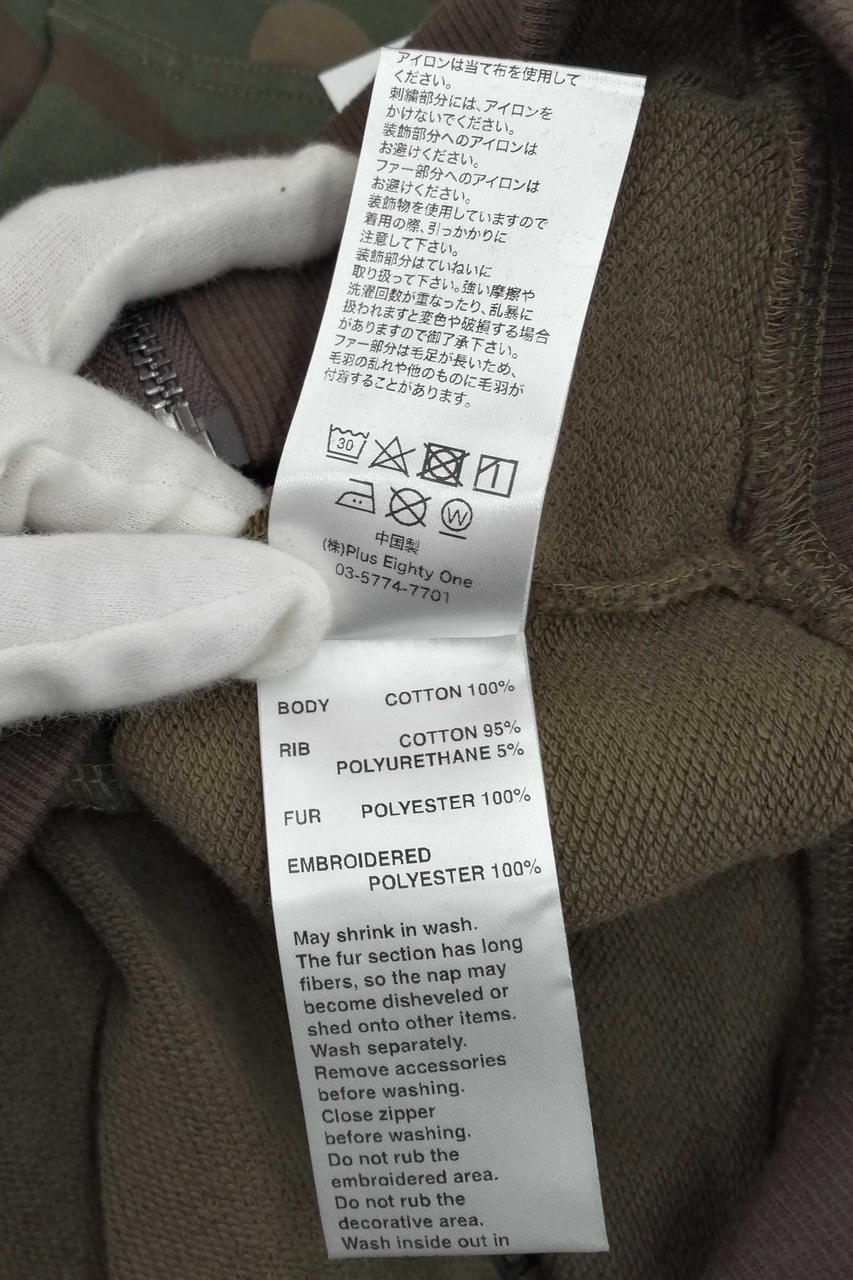 アイロンは当て布を使用して
ください。
刺繍部分には、アイロンを
かけないでください。
装飾部分へのアイロンは
お避けください。
ファー部分へのアイロンは
お避けください。
装飾物を使用していますので
着用の際、引っかかりに
注意して下さい。
装飾部分はていねいに
取り扱って下さい。強い摩擦や
洗濯回数が重なったり、乱暴に
扱われますと変色や破損する場合
がありますので御了承下さい。
ファー部分は毛足が長いため、
毛羽の乱れや他のものに毛羽が
付着することがあります。
30
W
中国製
(株)Plus Eighty One
03-5774-7701
BODY COTTON 100%
RIB COTTON 95%
POLYURETHANE 5%
FUR POLYESTER 100%
EMBROIDERED
POLYESTER 100%
May shrink in wash.
The fur section has long
fibers, so the nap may
become disheveled or
shed onto other items.
Wash separately.
Remove accessories
before washing.
Close zipper
before washing.
Do not rub the
embroidered area.
Do not rub the
decorative area.
Wash inside out in